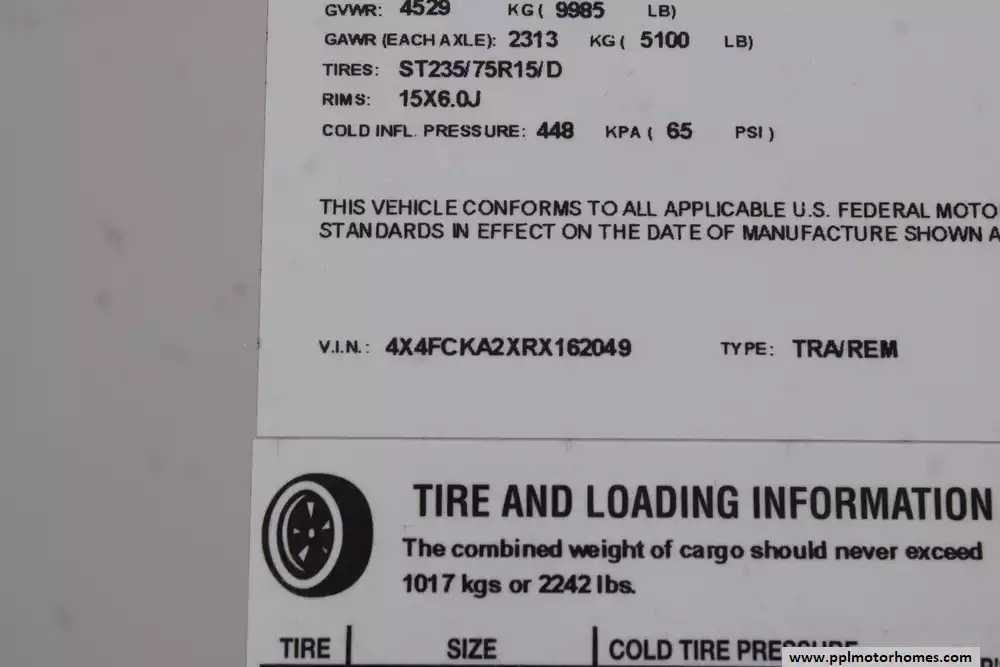 GVWR: 4529 KG ( 9985 LB)
GAWR (EACH AXLE): 2313 KG ( 5100 LB)
TIRES: ST235/75R15/D
RIMS: 15X6.0J
COLD INFL. PRESSURE: 448 KPA ( 65 PSI )
THIS VEHICLE CONFORMS TO ALL APPLICABLE U.S. FEDERAL MOTO
STANDARDS IN EFFECT ON THE DATE OF MANUFACTURE SHOWN A
V.I.N.: 4X4FCKA2XRX162049 TYPE: TRA/REM
TIRE AND LOADING INFORMATION
The combined weight of cargo should never exceed
1017 kgs or 2242 lbs.
TIRE SIZE COLD TIRE PRESSURE
www.pplmotorhomes.com